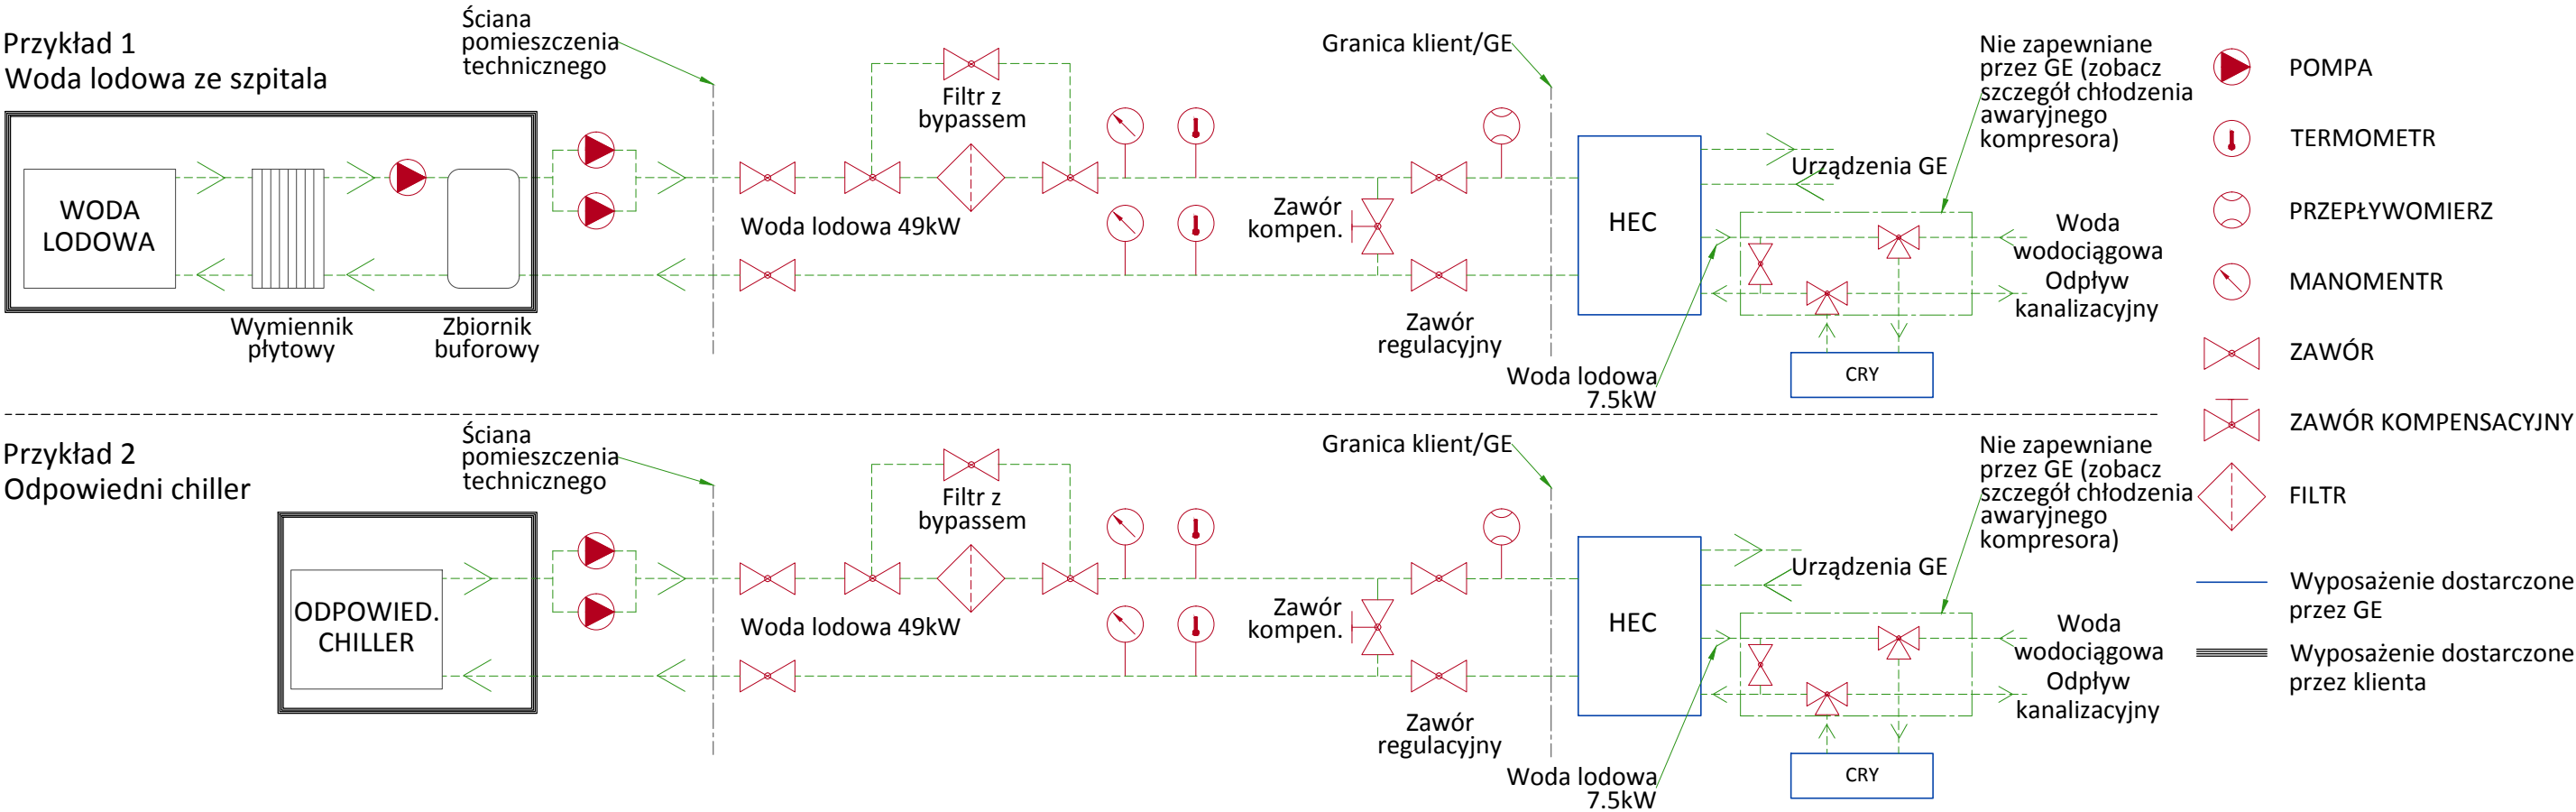 Przykład 1
Woda lodowa ze szpitala
Ściana
pomieszczenia
technicznego
Filtr z
bypassem
Granica klient/GE
Nie zapewniane
przez GE (zobacz
szczegół chłodzenia
awaryjnego
kompresora)
WODA
LODOWA
Wymiennik
płytowy
Zbiornik
buforowy
Woda lodowa 49kW
Zawór
kompen.
Zawór
regulacyjny
HEC
Urządzenia GE
Woda
wodociągowa
Odpływ
kanalizacyjny
Woda lodowa
7.5kW
CRY
Przykład 2
Odpowiedni chiller
Ściana
pomieszczenia
technicznego
Filtr z
bypassem
Granica klient/GE
Nie zapewniane
przez GE (zobacz
szczegół chłodzenia
awaryjnego
kompresora)
ODPOWIED.
CHILLER
Woda lodowa 49kW
Zawór
kompen.
Zawór
regulacyjny
HEC
Urządzenia GE
Woda
wodociągowa
Odpływ
kanalizacyjny
Woda lodowa
7.5kW
CRY
POMPA
TERMOMETR
PRZEPŁYWOMIERZ
MANOMENTR
ZAWÓR
ZAWÓR KOMPENSACYJNY
FILTR
Wyposażenie dostarczone
przez GE
Wyposażenie dostarczone
przez klienta